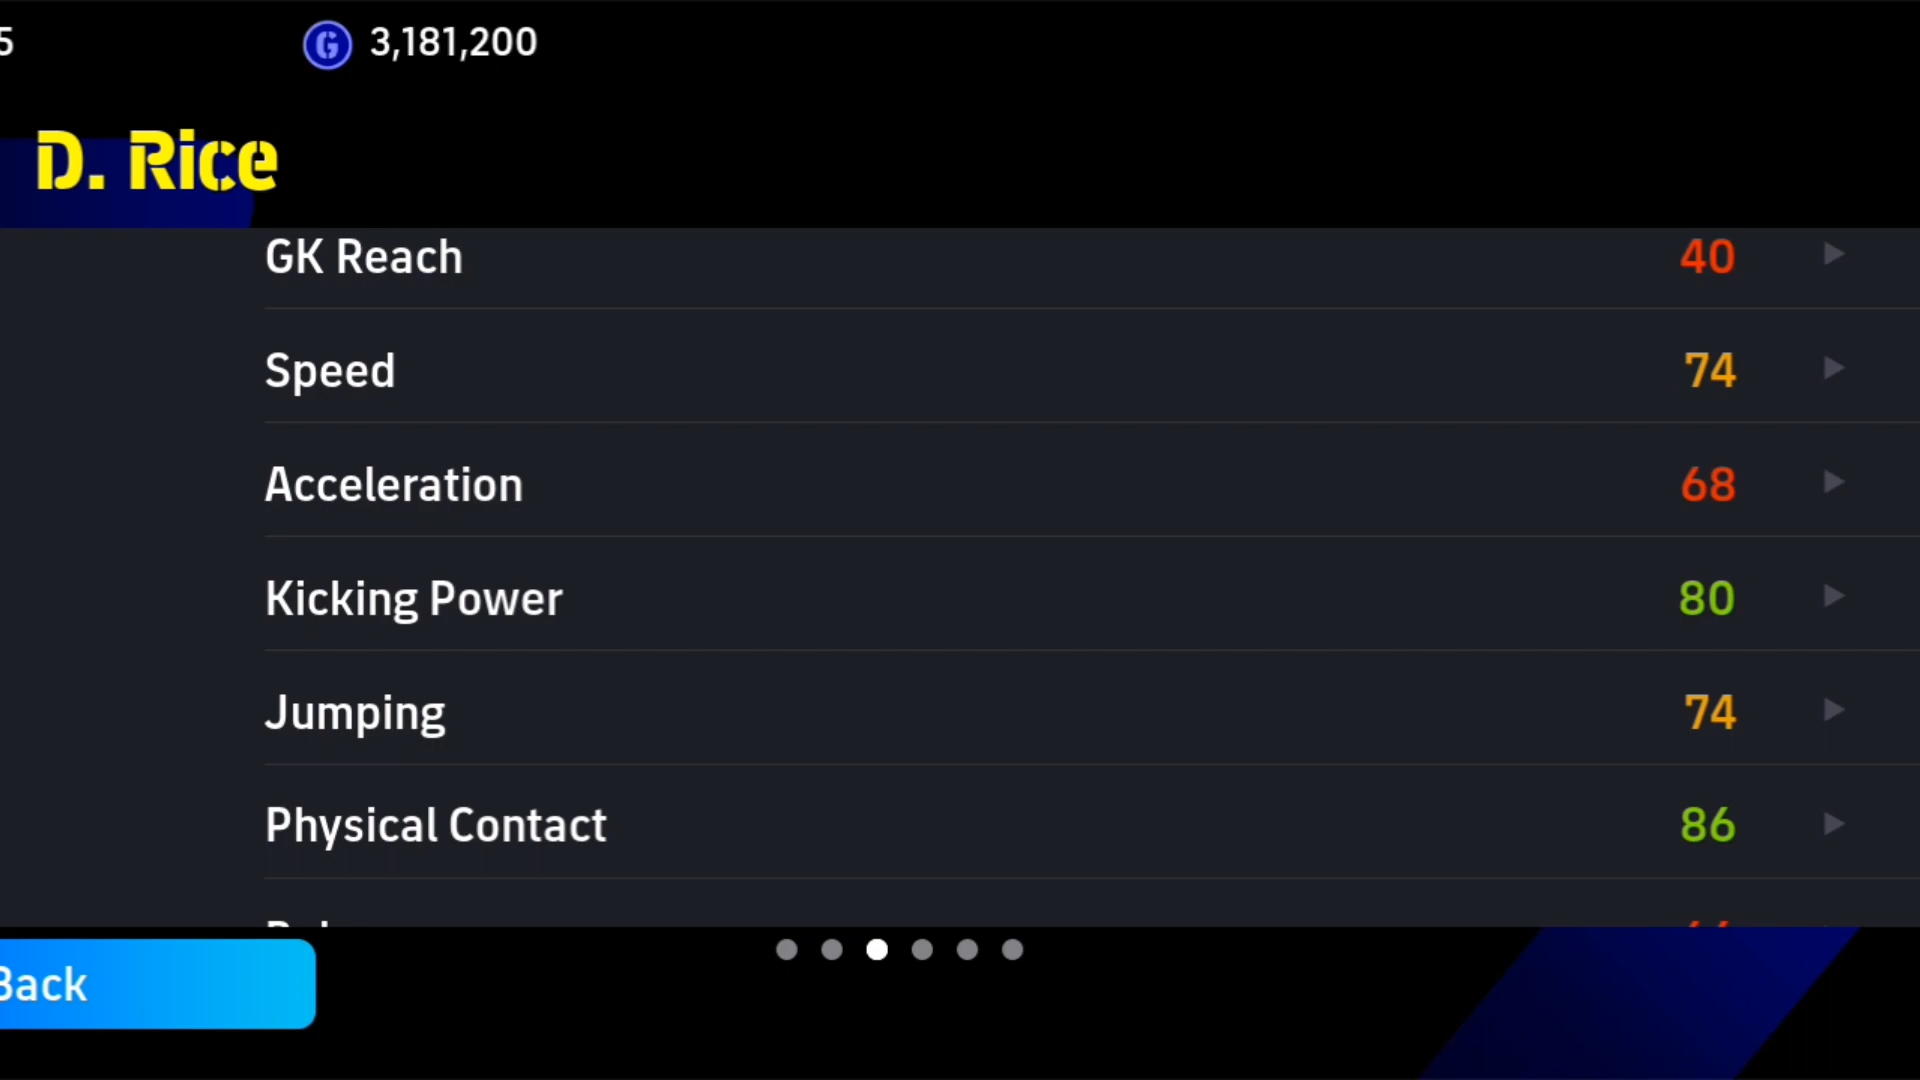 5
G 3,181,200
D. Rice
GK Reach 40
Speed 74
Acceleration 68
Kicking Power 80
Jumping 74
Physical Contact 86
Back